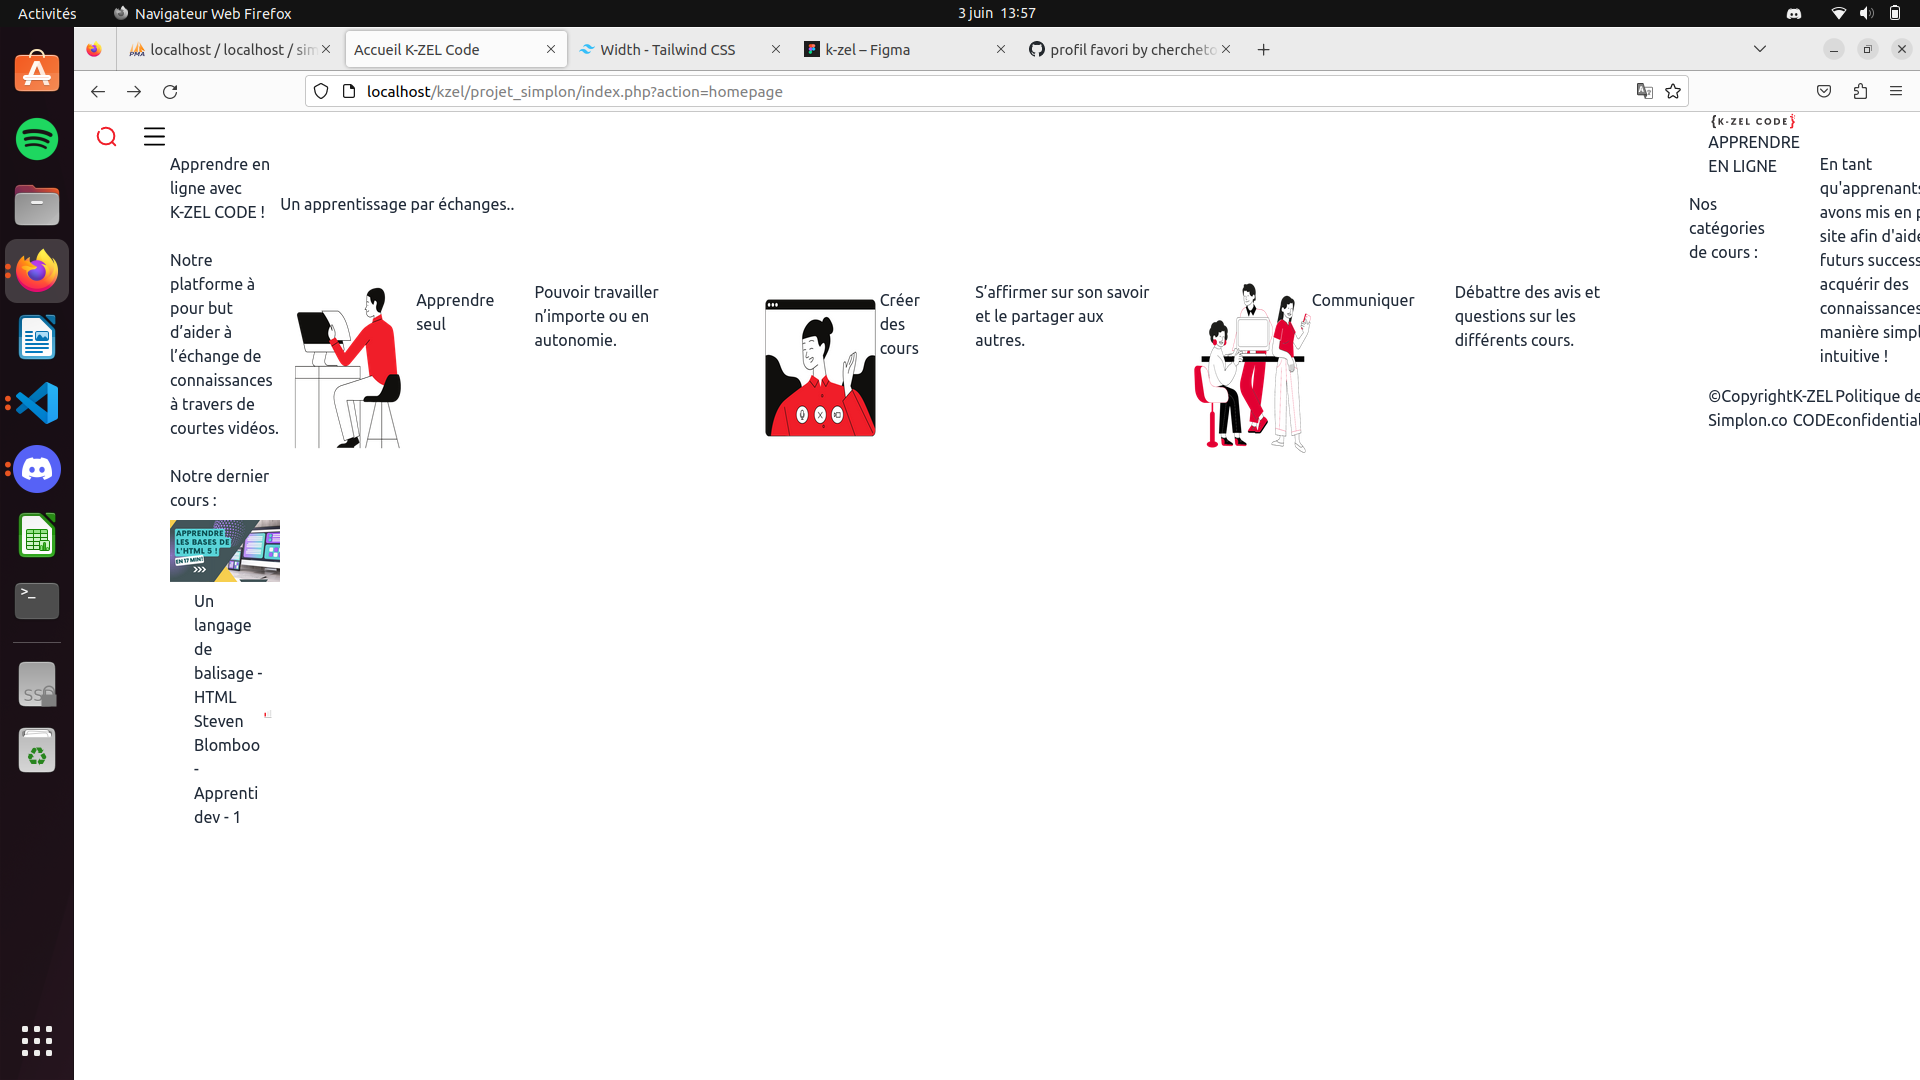 Activités
Navigateur Web Firefox
3 juin 13:57
localhost / localhost / sim
Accueil K-ZEL Code
Width - Tailwind CSS
k-zel – Figma
profil favori by chercheto
localhost/kzel/projet_simplon/index.php?action=homepage
Apprendre en
ligne avec
K-ZEL CODE !
Notre
platforme à
pour but
d’aider à
l’échange de
connaissances
à travers de
courtes vidéos.
Notre dernier
cours :
APPRENDRE
LES BASES DE
L'HTML 5 !
EN 17 MIN!
>>>
Un
langage
de
balisage -
HTML
Steven
Blomboo
-
Apprenti
dev - 1
Un apprentissage par échanges..
Apprendre
seul
Pouvoir travailler
n’importe ou en
autonomie.
Créer
des
cours
S’affirmer sur son savoir
et le partager aux
autres.
Communiquer
Débattre des avis et
questions sur les
différents cours.
Nos
catégories
de cours :
{K-ZEL CODE}
APPRENDRE
EN LIGNE
En tant
qu'apprenants
avons mis en p
site afin d'aide
futurs success
acquérir des
connaissances
manière simpl
intuitive !
©Copyright
Simplon.co
K-ZEL
CODE
Politique de
confidential
SS
>_